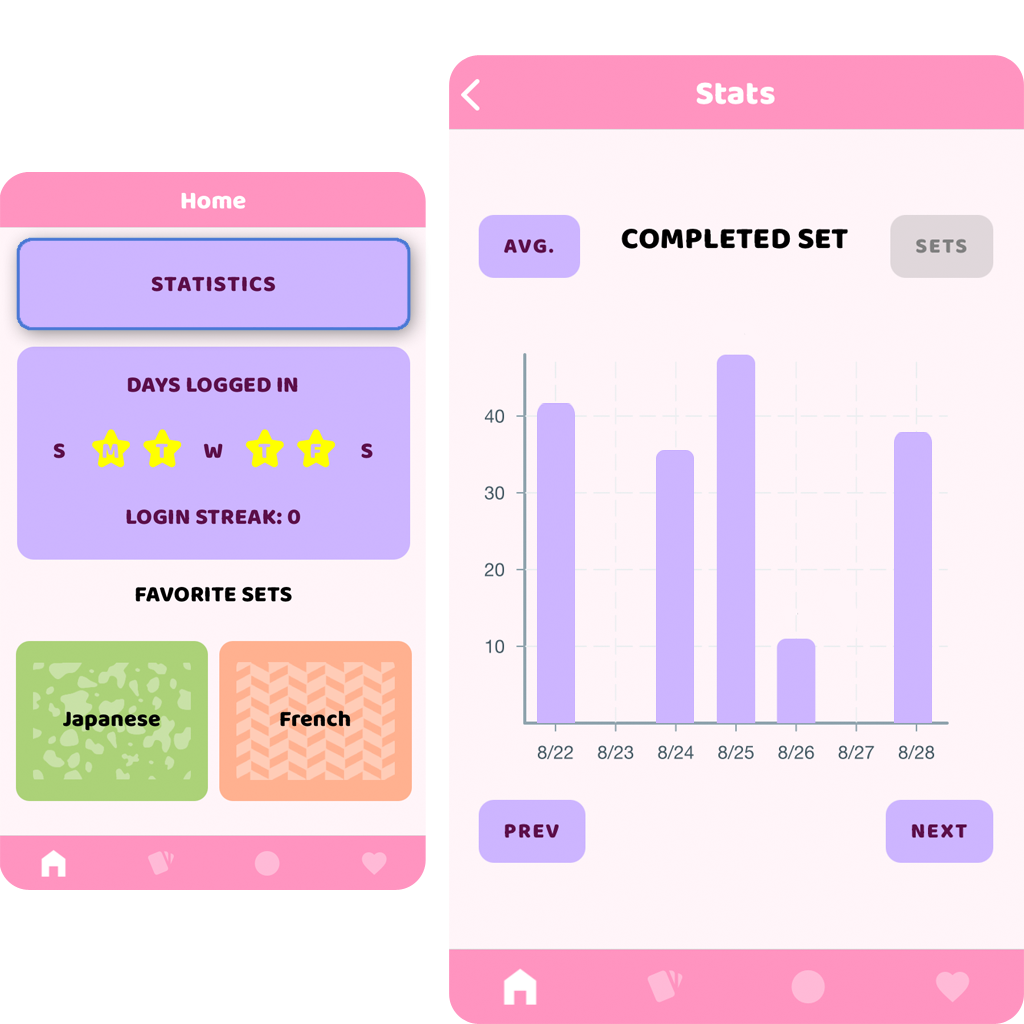 Home
STATISTICS
DAYS LOGGED IN
S M T W T F S
LOGIN STREAK: 0
FAVORITE SETS
Japanese French
Stats
AVG. COMPLETED SET SETS
40
30
20
10
8/22 8/23 8/24 8/25 8/26 8/27 8/28
PREV NEXT